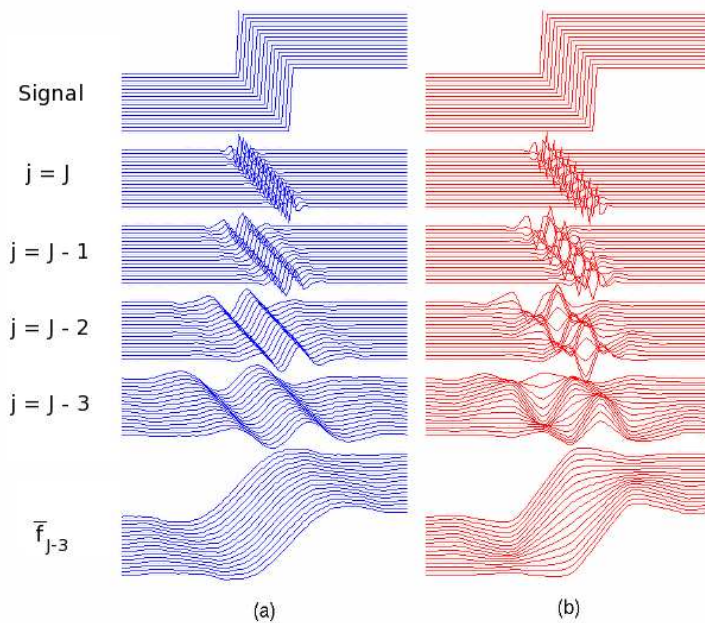 Signal
j = J
j = J - 1
j = J - 2
j = J - 3
f̅J-3
(a) (b)